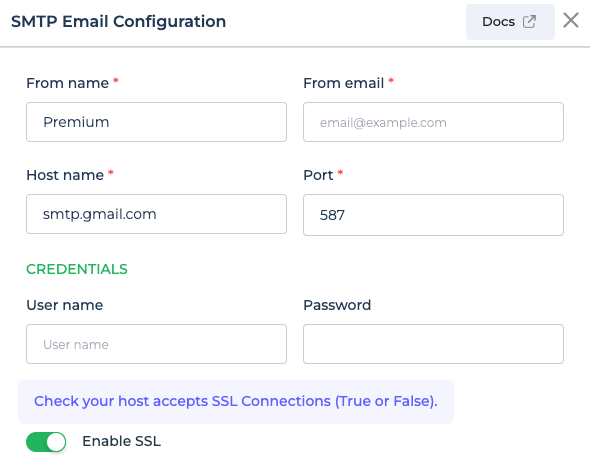 SMTP Email Configuration
Docs
From name *
From email *
Premium
email@example.com
Host name *
Port *
smtp.gmail.com
587
CREDENTIALS
User name
Password
User name
Check your host accepts SSL Connections (True or False).
Enable SSL